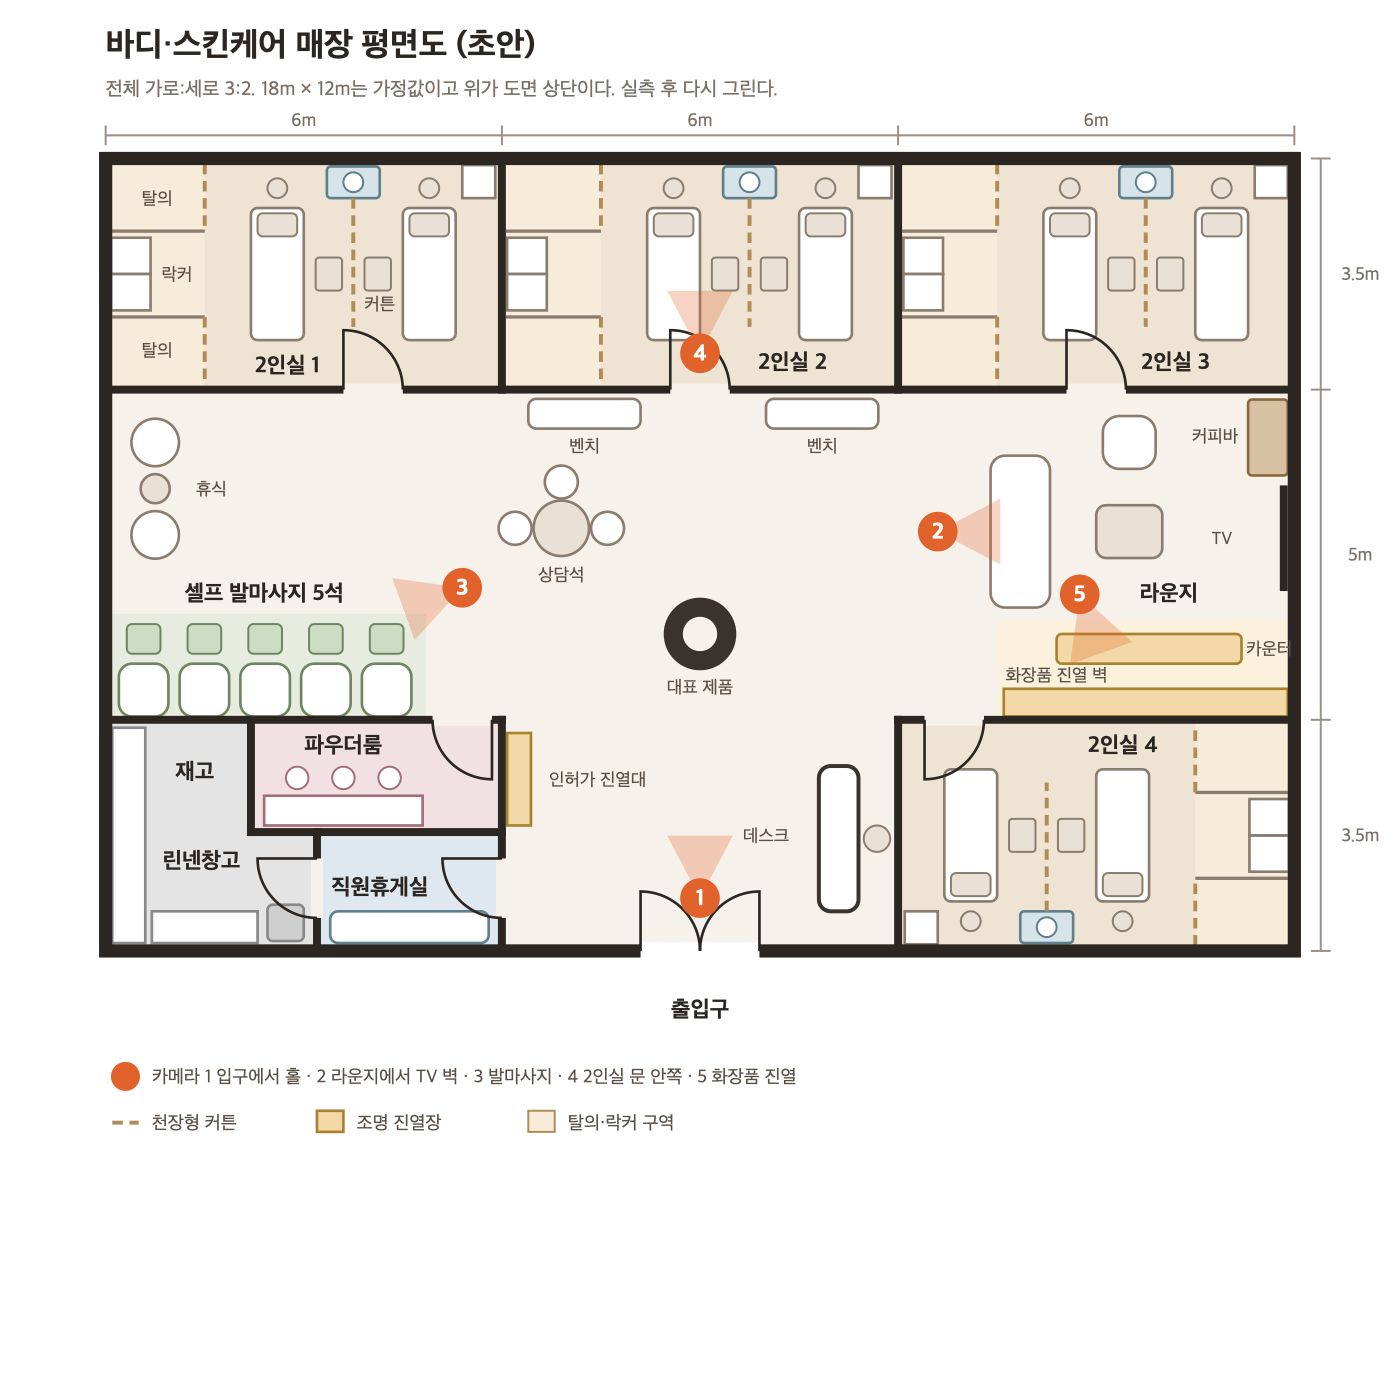 바디·스킨케어 매장 평면도 (초안)
전체 가로:세로 3:2. 18m × 12m는 가정값이고 위가 도면 상단이다. 실측 후 다시 그린다.
6m
6m
6m
탈의
락커
탈의
커튼
2인실 1
4
2인실 2
2인실 3
3.5m
벤치
벤치
커피바
휴식
상담석
2
TV
5m
셀프 발마사지 5석
3
5
라운지
카운터
화장품 진열 벽
대표 제품
파우더룸
재고
인허가 진열대
2인실 4
데스크
3.5m
린넨창고
직원휴게실
1
출입구
카메라 1 입구에서 홀 · 2 라운지에서 TV 벽 · 3 발마사지 · 4 2인실 문 안쪽 · 5 화장품 진열
천장형 커튼
조명 진열장
탈의·락커 구역